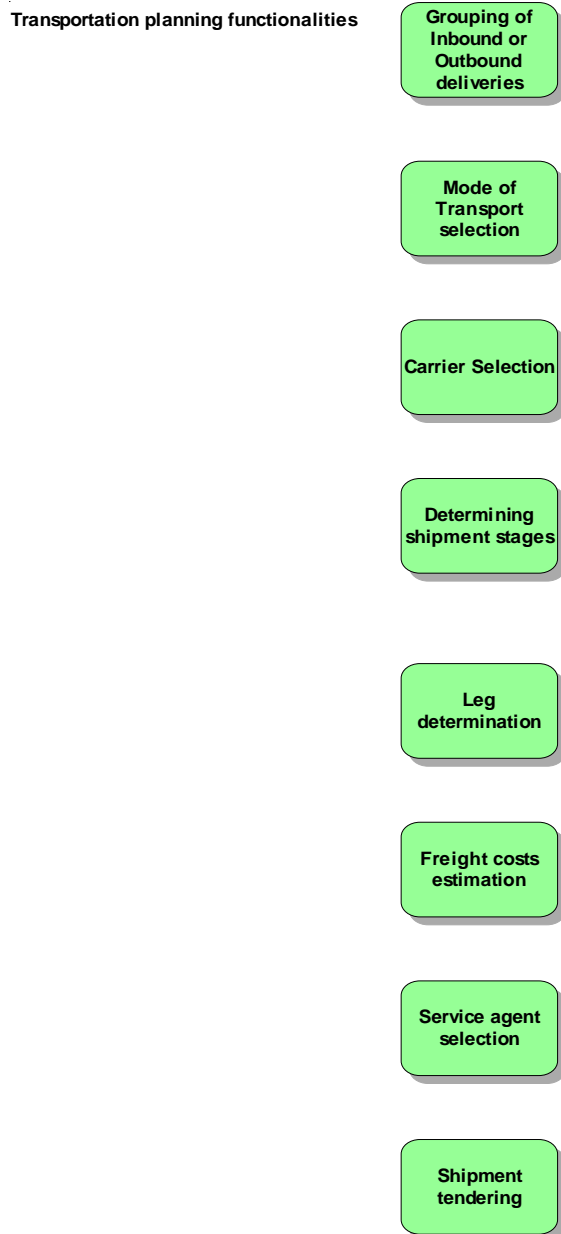 Transportation planning functionalities
Grouping of
Inbound or
Outbound
deliveries
Mode of
Transport
selection
Carrier Selection
Determining
shipment stages
Leg
determination
Freight costs
estimation
Service agent
selection
Shipment
tendering